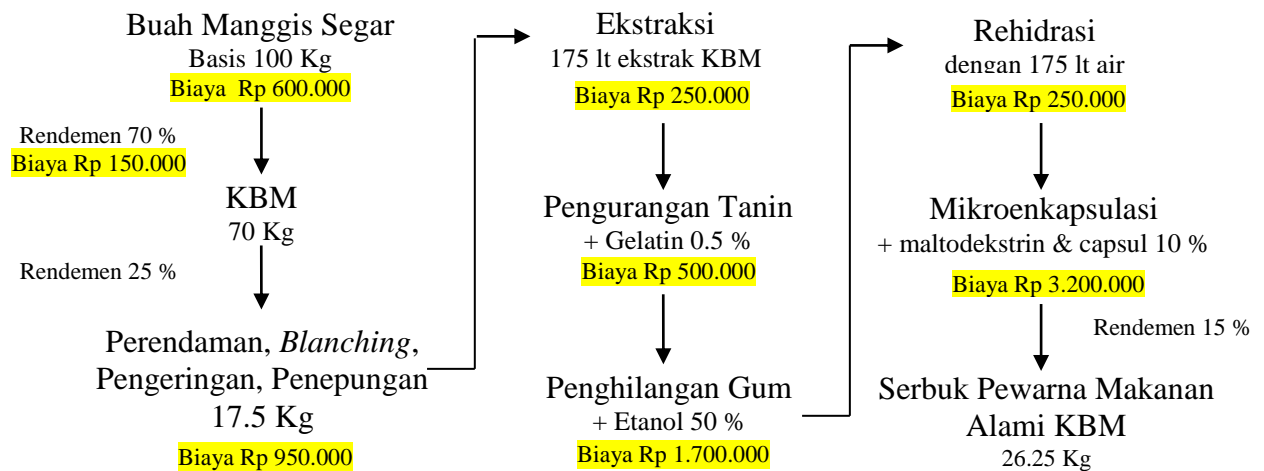 Buah Manggis Segar
Basis 100 Kg
Biaya Rp 600.000
Rendemen 70 %
Biaya Rp 150.000
KBM
70 Kg
Rendemen 25 %
Perendaman, Blanching,
Pengeringan, Penepungan
17.5 Kg
Biaya Rp 950.000
Ekstraksi
175 lt ekstrak KBM
Biaya Rp 250.000
Pengurangan Tanin
+ Gelatin 0.5 %
Biaya Rp 500.000
Penghilangan Gum
+ Etanol 50 %
Biaya Rp 1.700.000
Rehidrasi
dengan 175 lt air
Biaya Rp 250.000
Mikroenkapsulasi
+ maltodekstrin & capsul 10 %
Biaya Rp 3.200.000
Rendemen 15 %
Serbuk Pewarna Makanan
Alami KBM
26.25 Kg